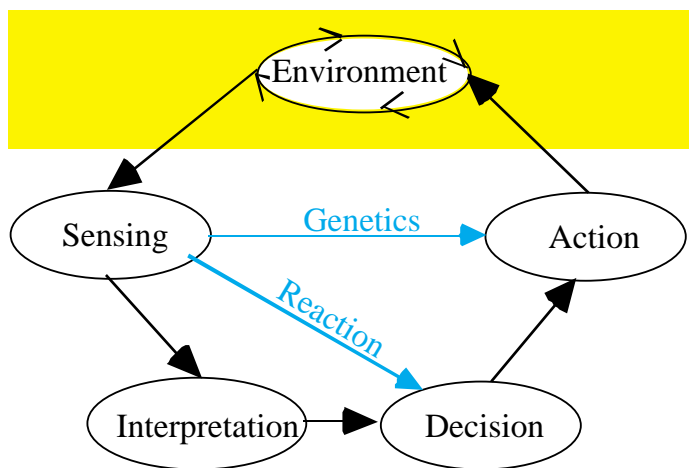 Environment
Sensing
Genetics
Action
Reaction
Interpretation
Decision